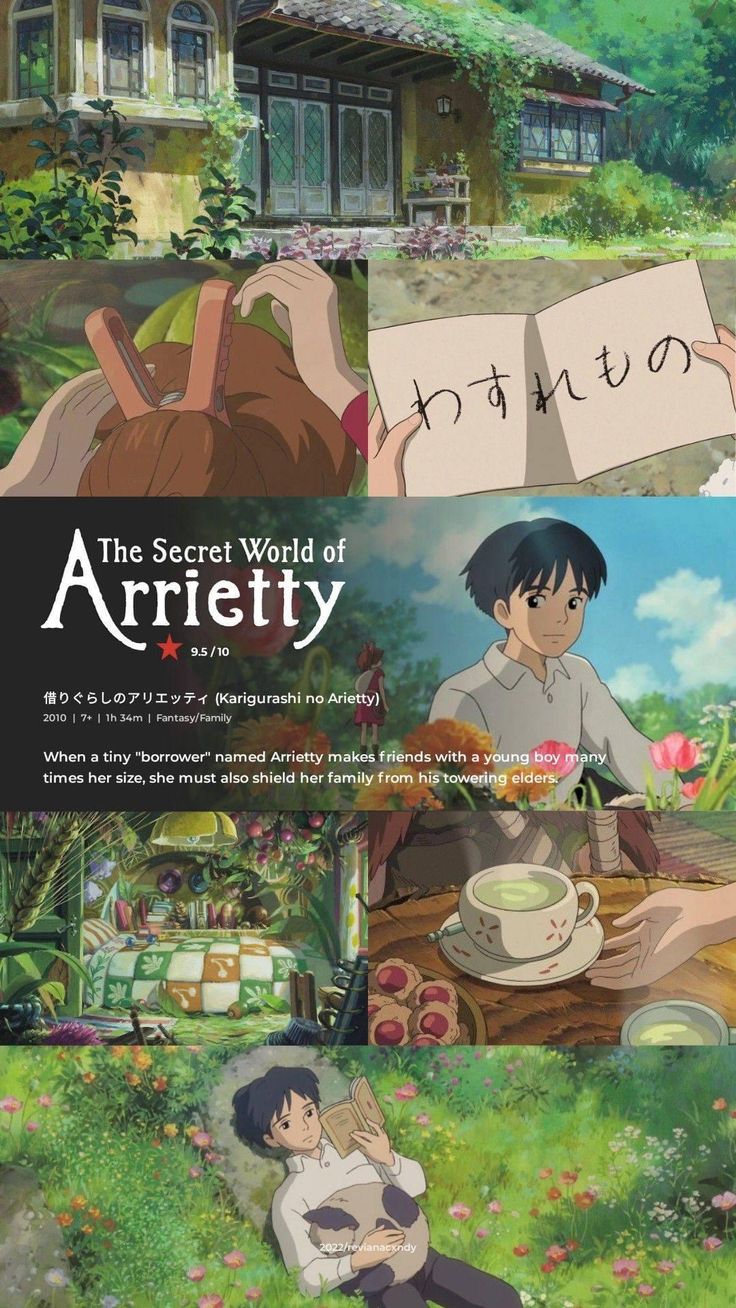 わすれもの
The Secret World of
Arrietty
9.5 / 10
借りぐらしのアリエッティ (Karigurashi no Arietty)
2010 | 7+ | 1h 34m | Fantasy/Family
When a tiny "borrower" named Arrietty makes friends with a young boy many
times her size, she must also shield her family from his towering elders.
2022/revianacxndy